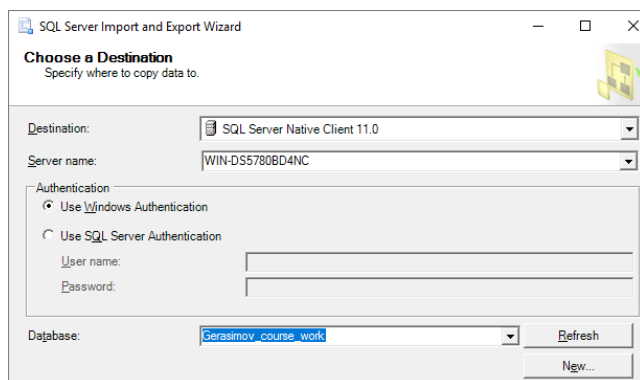 SQL Server Import and Export Wizard
Choose a Destination
Specify where to copy data to.
Destination: SQL Server Native Client 11.0
Server name: WIN-DS5780BD4NC
Authentication
Use Windows Authentication
Use SQL Server Authentication
User name:
Password:
Database: Gerasimov_course_work Refresh
New...